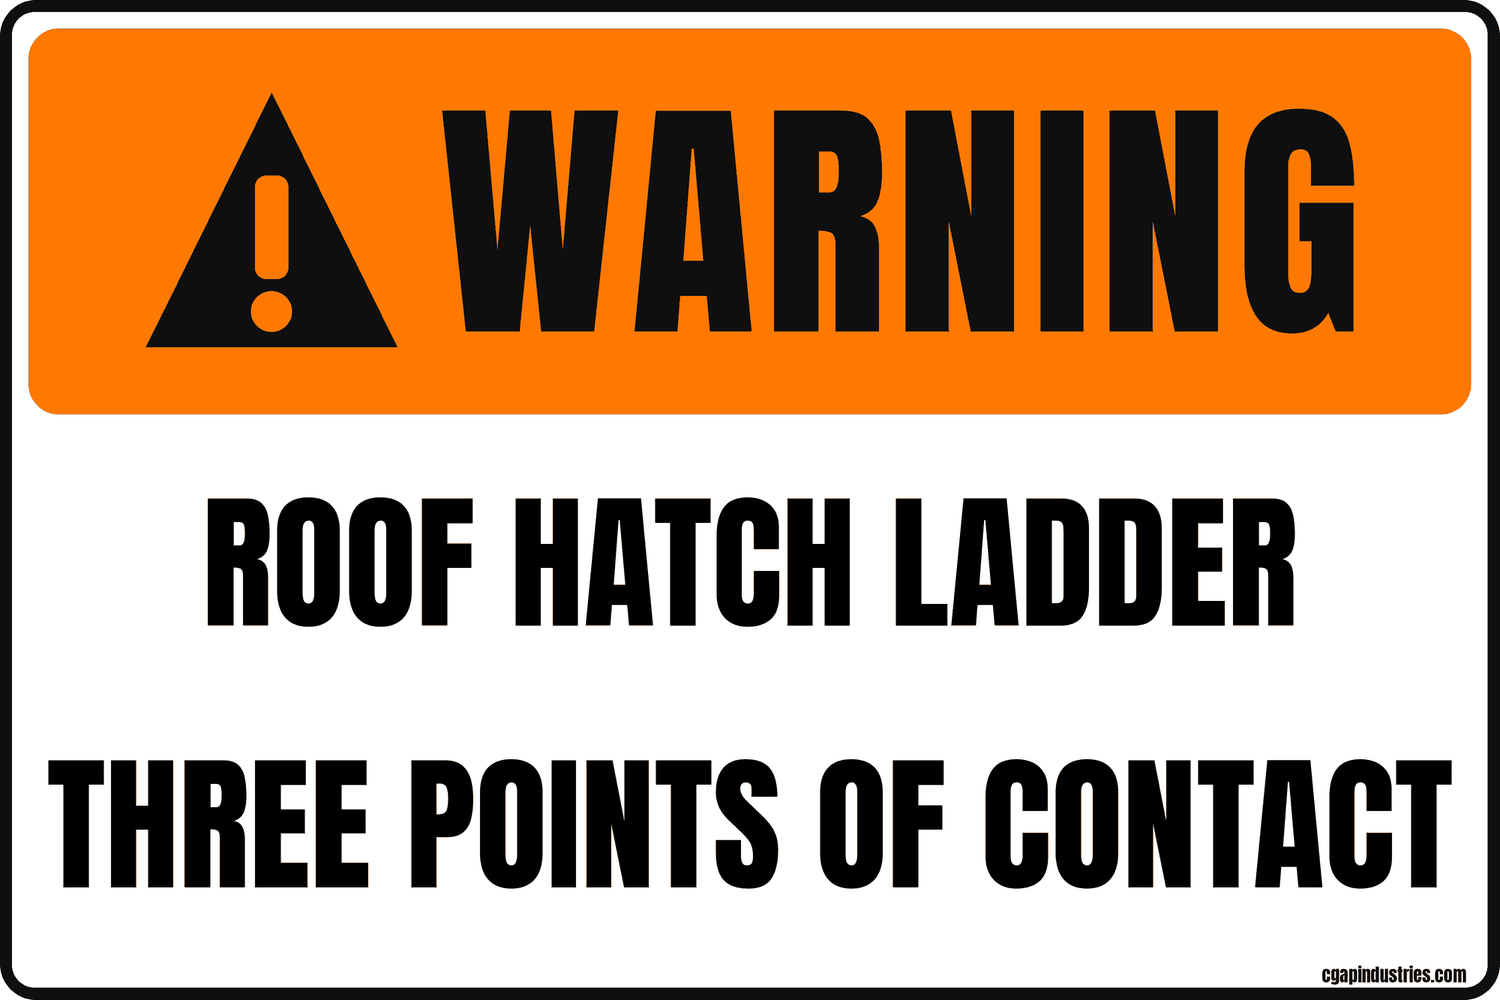 WARNING
ROOF HATCH LADDER
THREE POINTS OF CONTACT
cgapindustries.com